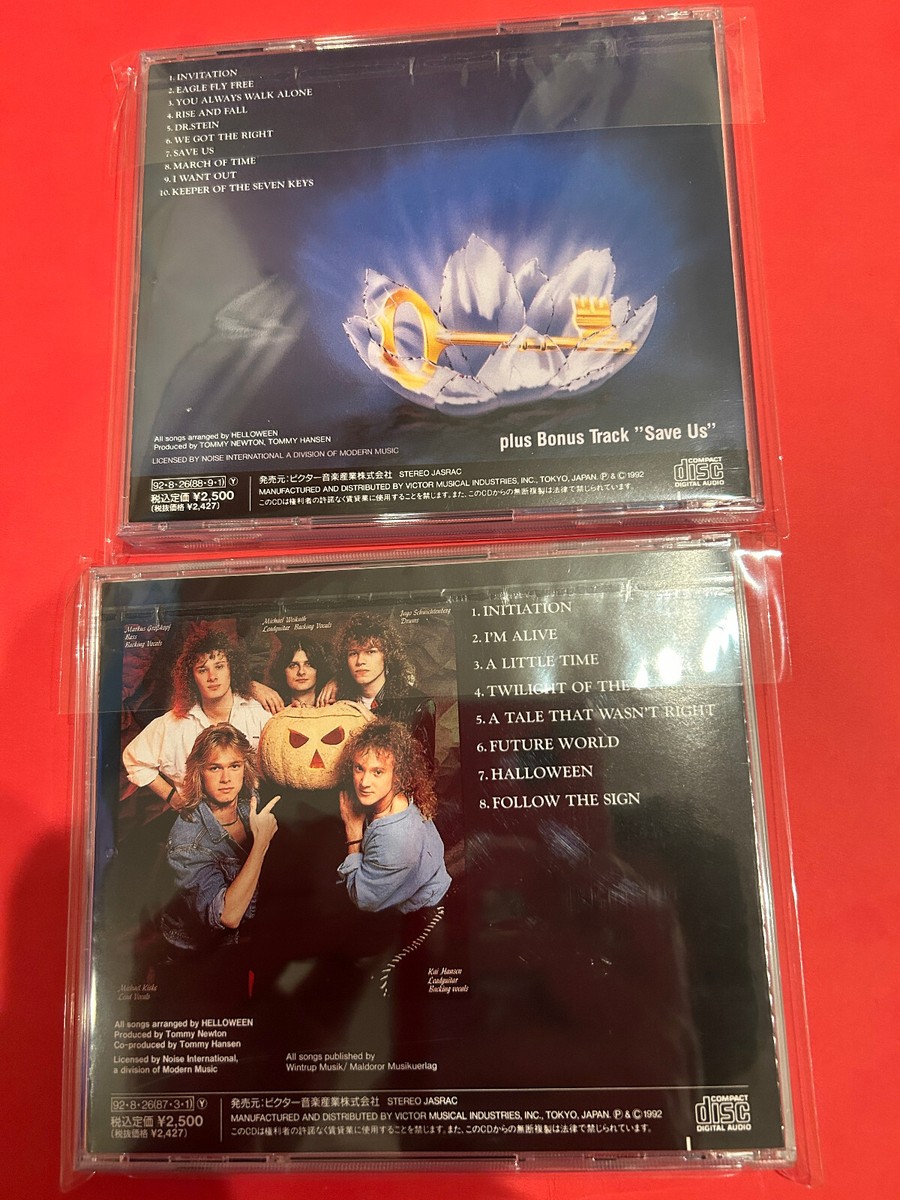 1. INVITATION
2. EAGLE FLY FREE
3. YOU ALWAYS WALK ALONE
4. RISE AND FALL
5. DR.STEIN
6. WE GOT THE RIGHT
7. SAVE US
8. MARCH OF TIME
9. I WANT OUT
10. KEEPER OF THE SEVEN KEYS
All songs arranged by HELLOWEEN
Produced by TOMMY NEWTON, TOMMY HANSEN
LICENSED BY NOISE INTERNATIONAL A DIVISION OF MODERN MUSIC
plus Bonus Track "Save Us"
92・8・26(88・9・1) Y
税込定価 ¥2,500
(税抜価格 ¥2,427)
発売元:ビクター音楽産業株式会社 STEREO JASRAC
MANUFACTURED AND DISTRIBUTED BY VICTOR MUSICAL INDUSTRIES, INC., TOKYO, JAPAN. Ⓟ & © 1992
このCDは権利者の許諾なく賃貸業に使用することを禁じます。また、このCDからの無断複製は法律で禁じられています。
COMPACT
disc
DIGITAL AUDIO
Markus Großkopf
Bass
Backing Vocals
Michael Weikath
Leadguitar Backing Vocals
Ingo Schwichtenberg
Drums
1. INITIATION
2. I'M ALIVE
3. A LITTLE TIME
4. TWILIGHT OF THE
5. A TALE THAT WASN'T RIGHT
6. FUTURE WORLD
7. HALLOWEEN
8. FOLLOW THE SIGN
Michael Kiske
Lead Vocals
Kai Hansen
Leadguitar
Backing vocals
All songs arranged by HELLOWEEN
Produced by Tommy Newton
Co-produced by Tommy Hansen
Licensed by Noise International,
a division of Modern Music
All songs published by
Wintrup Musik/ Maldoror Musikuerlag
92・8・26(87・3・1) Y
税込定価 ¥2,500
(税抜価格 ¥2,427)
発売元:ビクター音楽産業株式会社 STEREO JASRAC
MANUFACTURED AND DISTRIBUTED BY VICTOR MUSICAL INDUSTRIES, INC., TOKYO, JAPAN. Ⓟ & © 1992
このCDは権利者の許諾なく賃貸業に使用することを禁じます。また、このCDからの無断複製は法律で禁じられています。
COMPACT
disc
DIGITAL AUDIO